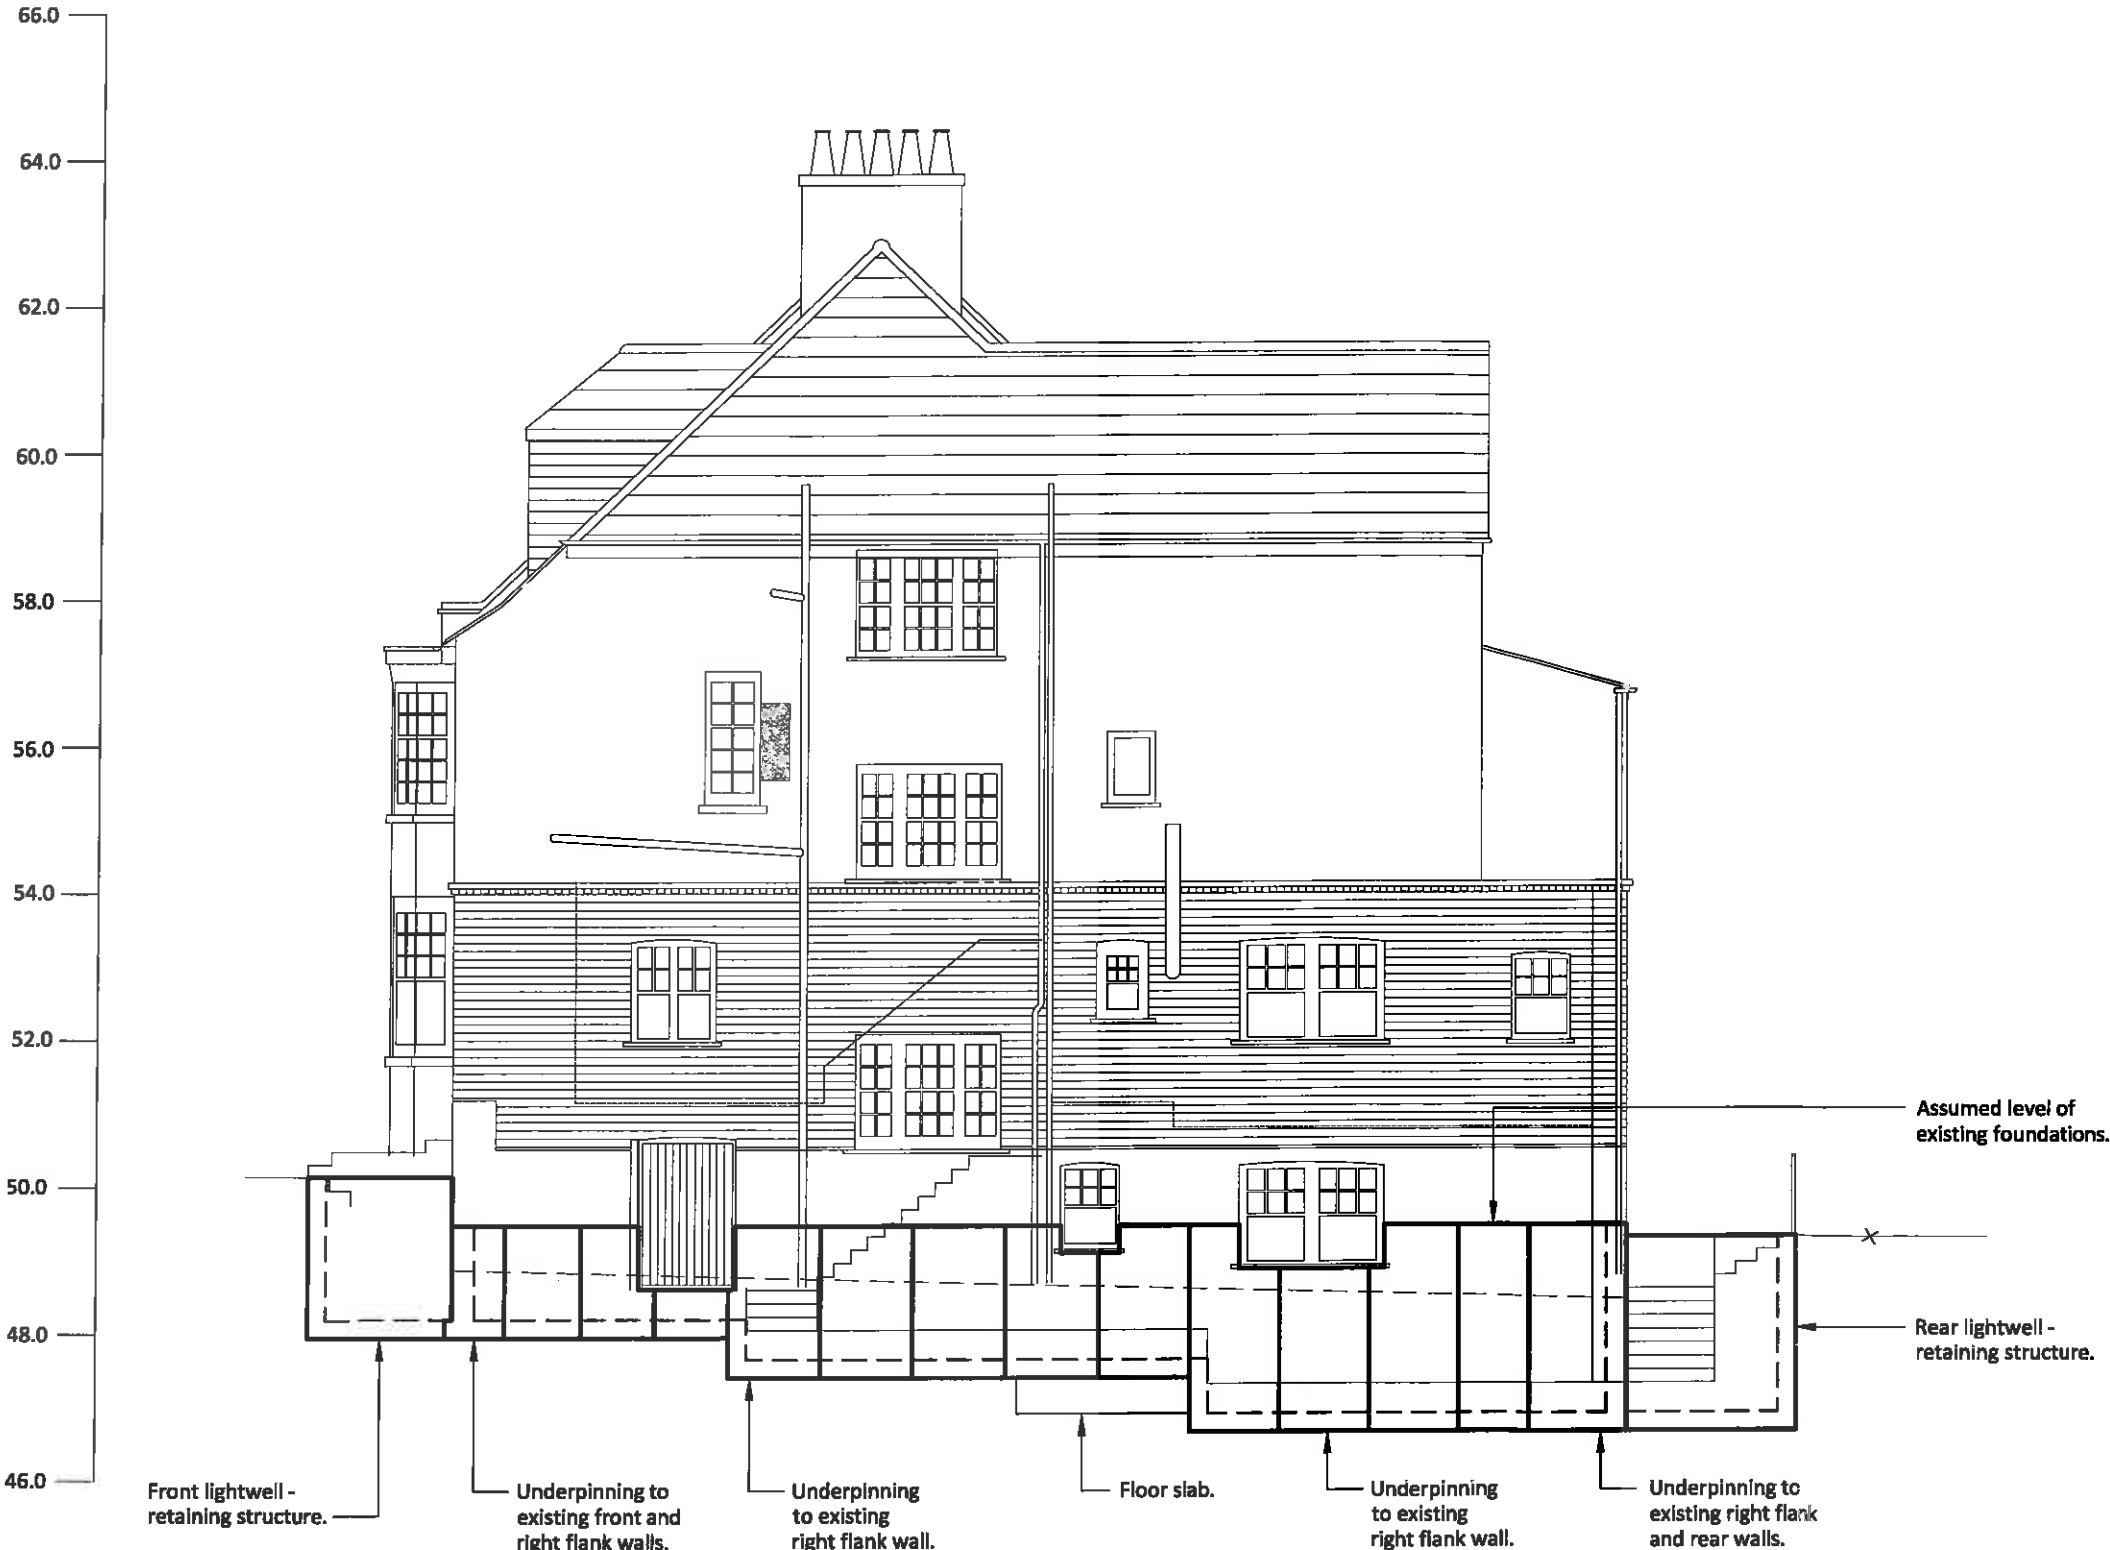 66.0
64.0
62.0
60.0
58.0
56.0
54.0
52.0
50.0
48.0
46.0
Assumed level of
existing foundations.
Rear lightwell -
retaining structure.
Front lightwell -
retaining structure.
Underpinning to
existing front and
right flank walls.
Underpinning
to existing
right flank wall.
Floor slab.
Underpinning
to existing
right flank wall.
Underpinning to
existing right flank
and rear walls.